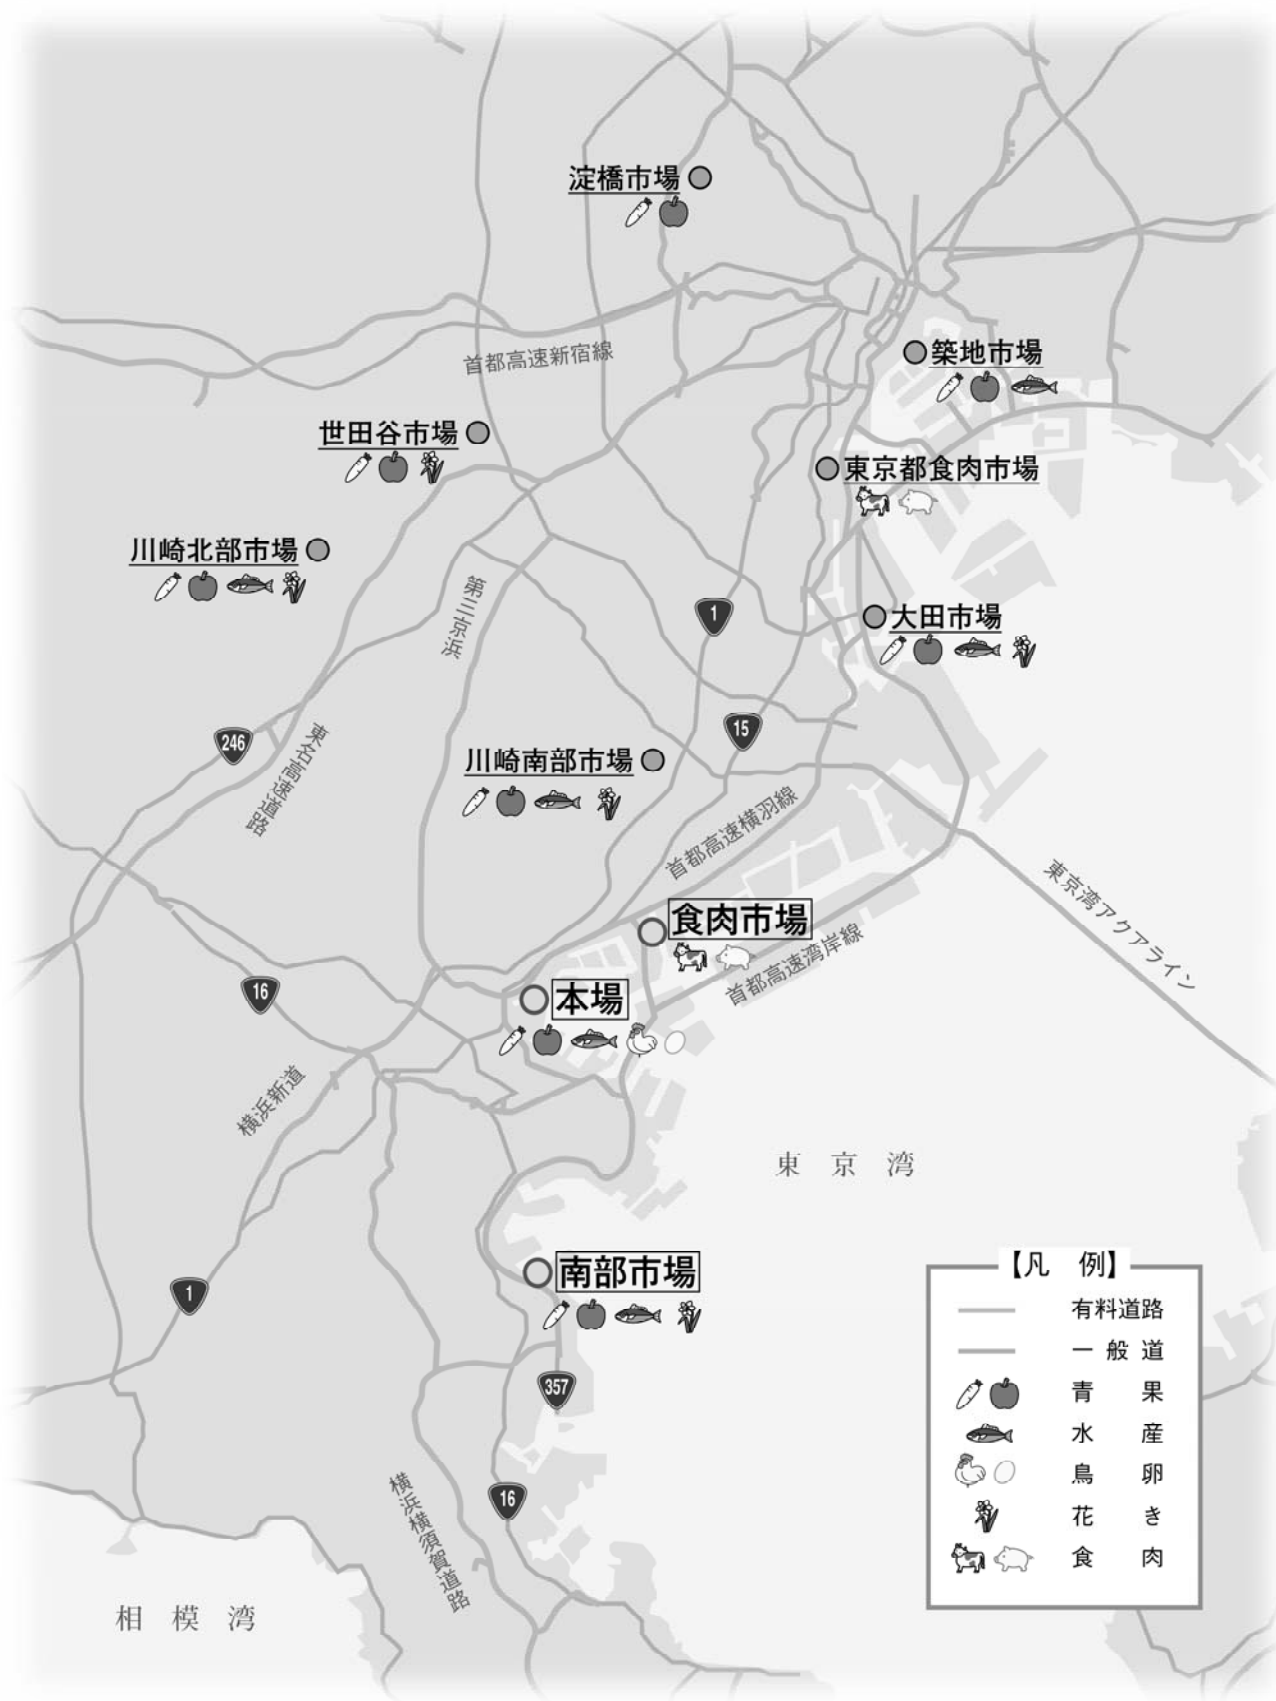 淀橋市場
築地市場
首都高速新宿線
世田谷市場
東京都食肉市場
川崎北部市場
第三京浜
1
大田市場
246
東名高速道路
15
川崎南部市場
首都高速横羽線
東京湾アクアライン
食肉市場
首都高速湾岸線
16
本場
横浜新道
東京湾
南部市場
1
357
16
横浜横須賀道路
相模湾
【凡 例】
有料道路
一般道
青果
水産
鳥卵
花き
食肉